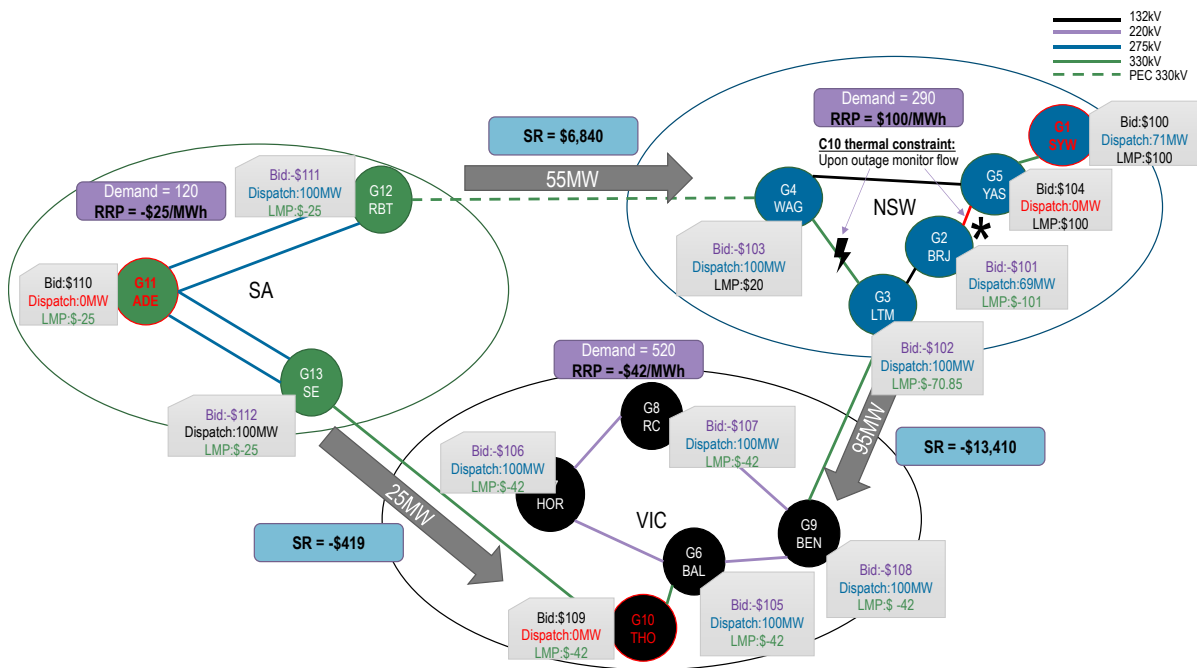 132kV
220kV
275kV
330kV
PEC 330kV
Demand = 290
RRP = $100/MWh
C10 thermal constraint:
Upon outage monitor flow
G1
SYW
Bid:$100
Dispatch:71MW
LMP:$100
SR = $6,840
55MW
Bid:-$111
Dispatch:100MW
LMP:$-25
G12
RBT
Demand = 120
RRP = -$25/MWh
G4
WAG
G5
YAS
NSW
Bid:$104
Dispatch:0MW
LMP:$100
G2
BRJ
*
Bid:-$103
Dispatch:100MW
LMP:$20
Bid:-$101
Dispatch:69MW
LMP:$-101
Bid:$110
Dispatch:0MW
LMP:$-25
G11
ADE
SA
G3
LTM
Bid:-$102
Dispatch:100MW
LMP:$-70.85
Demand = 520
RRP = -$42/MWh
G13
SE
Bid:-$112
Dispatch:100MW
LMP:$-25
G8
RC
Bid:-$107
Dispatch:100MW
LMP:$-42
95MW
SR = -$13,410
Bid:-$106
Dispatch:100MW
LMP:$-42
HOR
25MW
SR = -$419
VIC
G9
BEN
G6
BAL
Bid:-$108
Dispatch:100MW
LMP:$ -42
Bid:-$105
Dispatch:100MW
LMP:$-42
Bid:$109
Dispatch:0MW
LMP:$-42
G10
THO